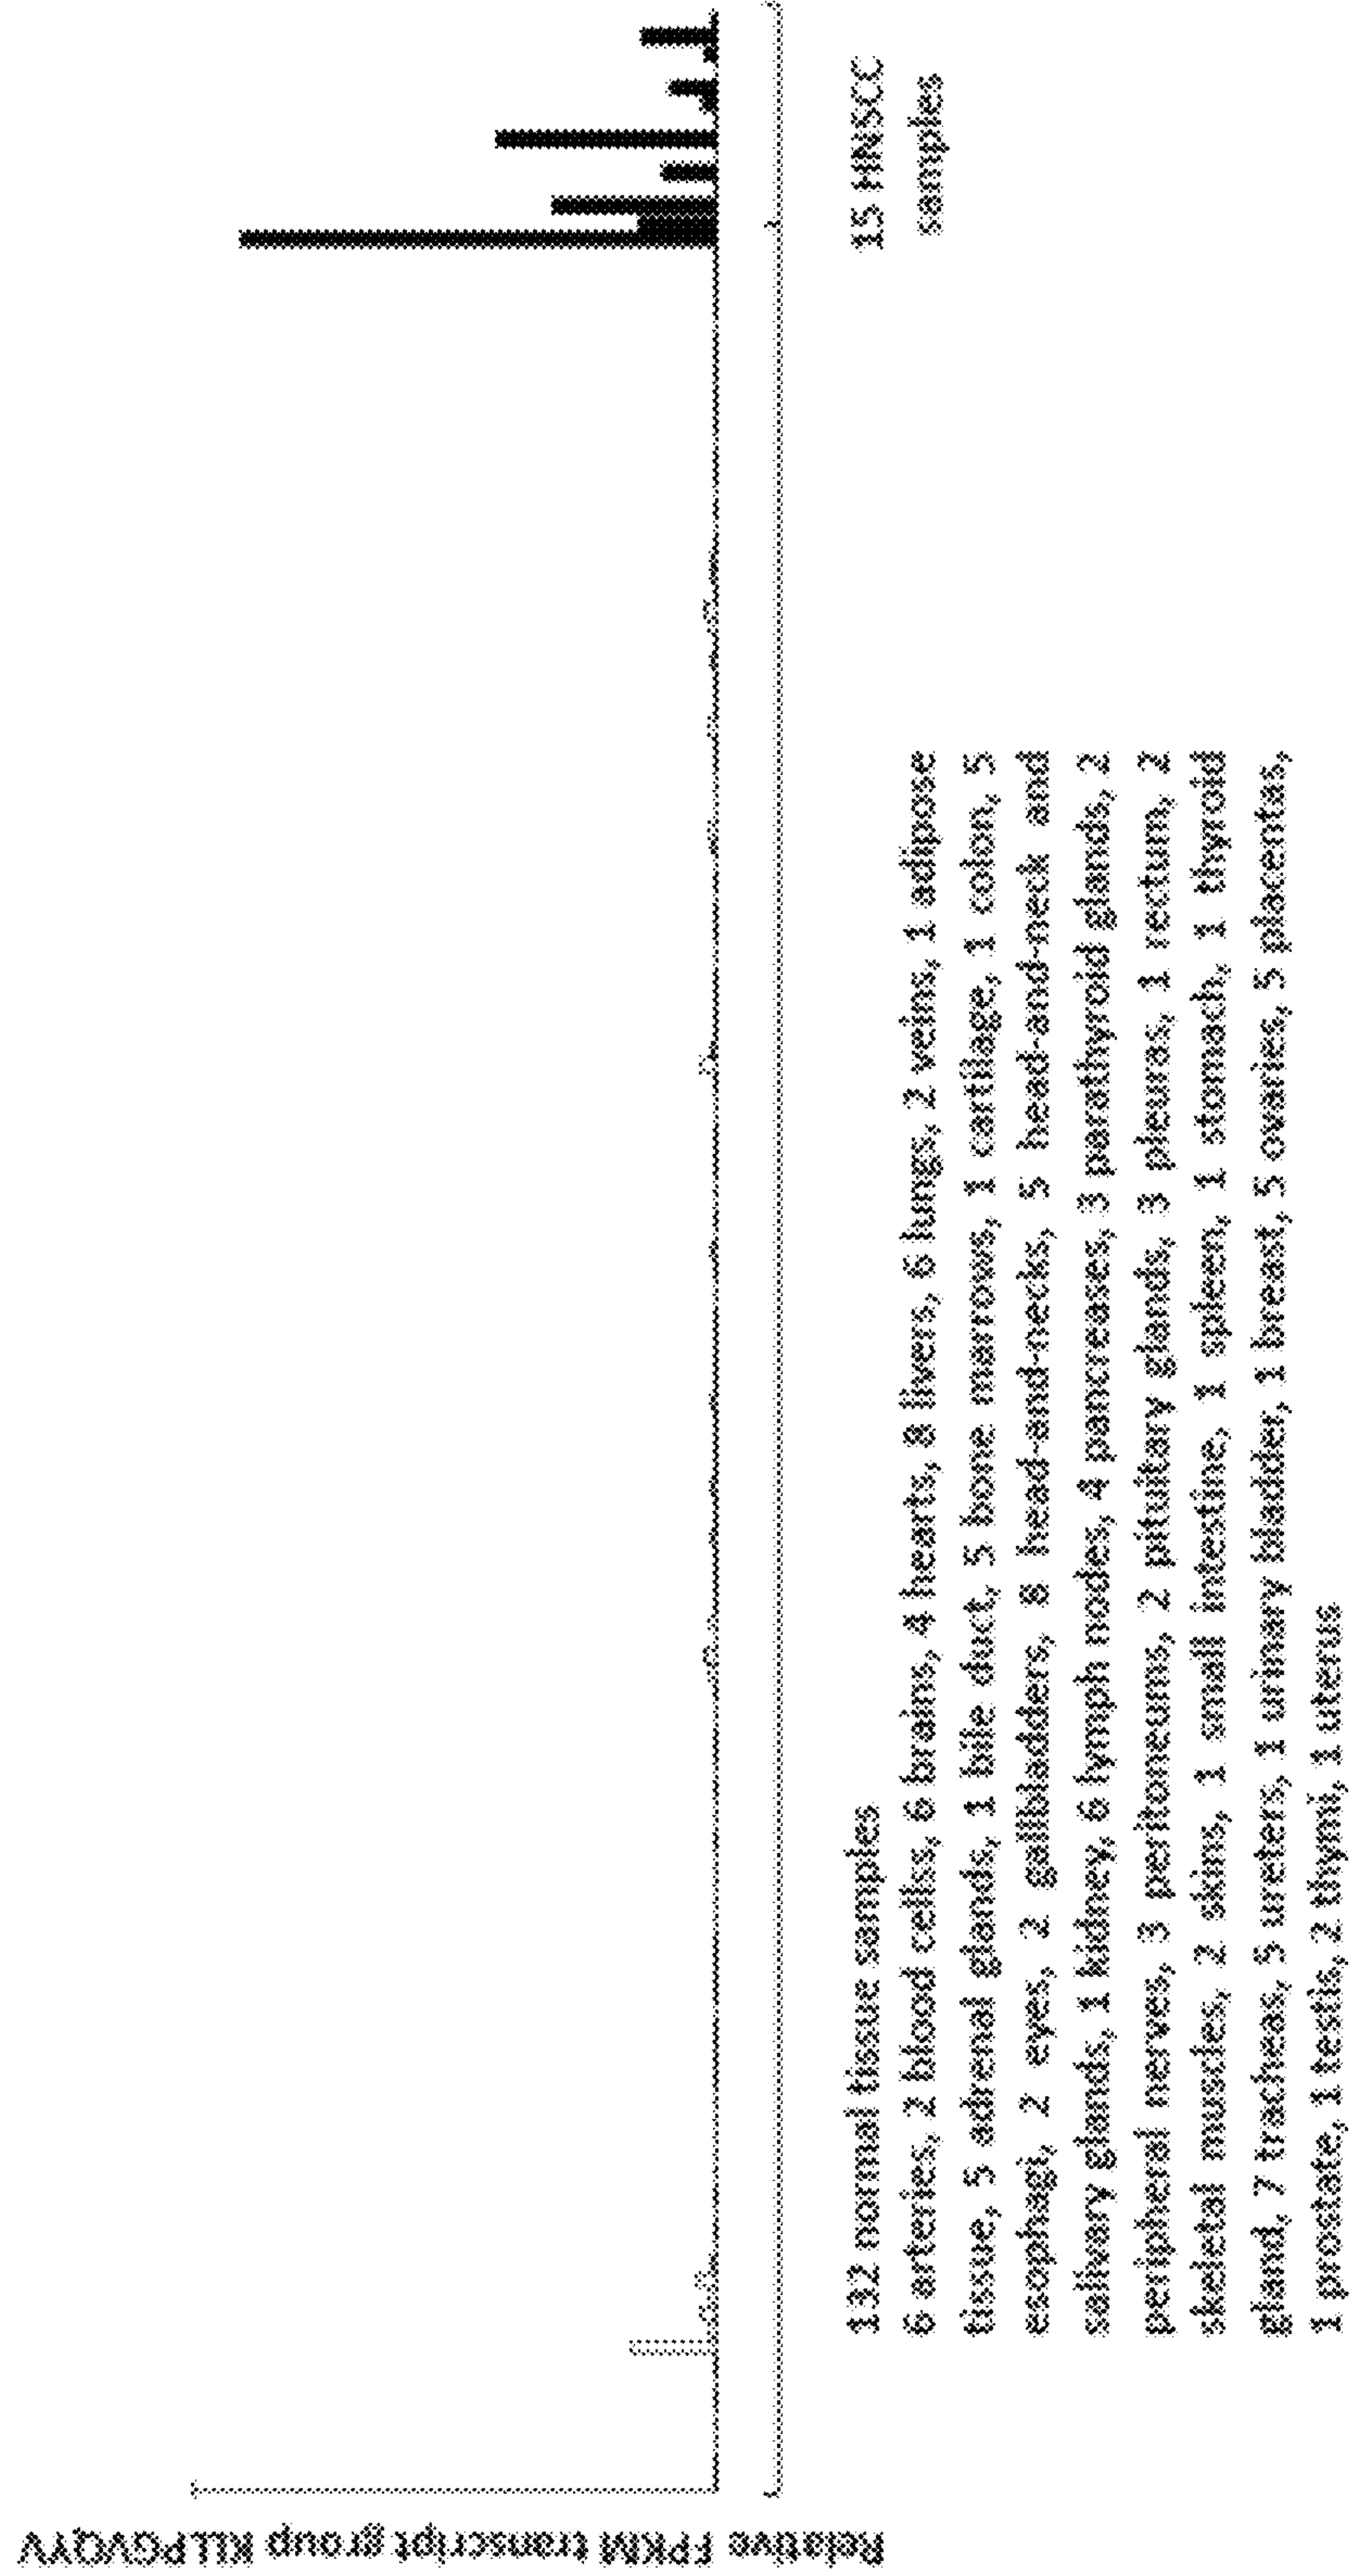 Relative FPKM transcript group KLLPGVQYV
132 normal tissue samples
6 arteries, 2 blood cellss, 6 brains, 4 hearts, 8 livers, 6 lungs, 2 veins, 1 adipose
tissue, 5 adrenal glands, 1 bile duct, 5 bone marrows, 1 cartilage, 1 colon, 5
esophagi, 2 eyes, 2 gallbladders, 8 head-and-necks, 5 head-and-neck and
salivary glands, 1 kidney, 6 lymph nodes, 4 pancreases, 3 parathyroid glands, 2
peripheral nerves, 3 peritoneums, 2 pituitary glands, 3 pleuras, 1 rectum, 2
skeletal muscles, 2 skins, 1 small intestine, 1 spleen, 1 stomach, 1 thyroid
gland, 7 tracheas, 5 ureters, 1 urinary bladder, 1 breast, 5 ovaries, 5 placentas,
1 prostate, 1 testis, 2 thymi, 1 uterus
15 HNSCC
samples